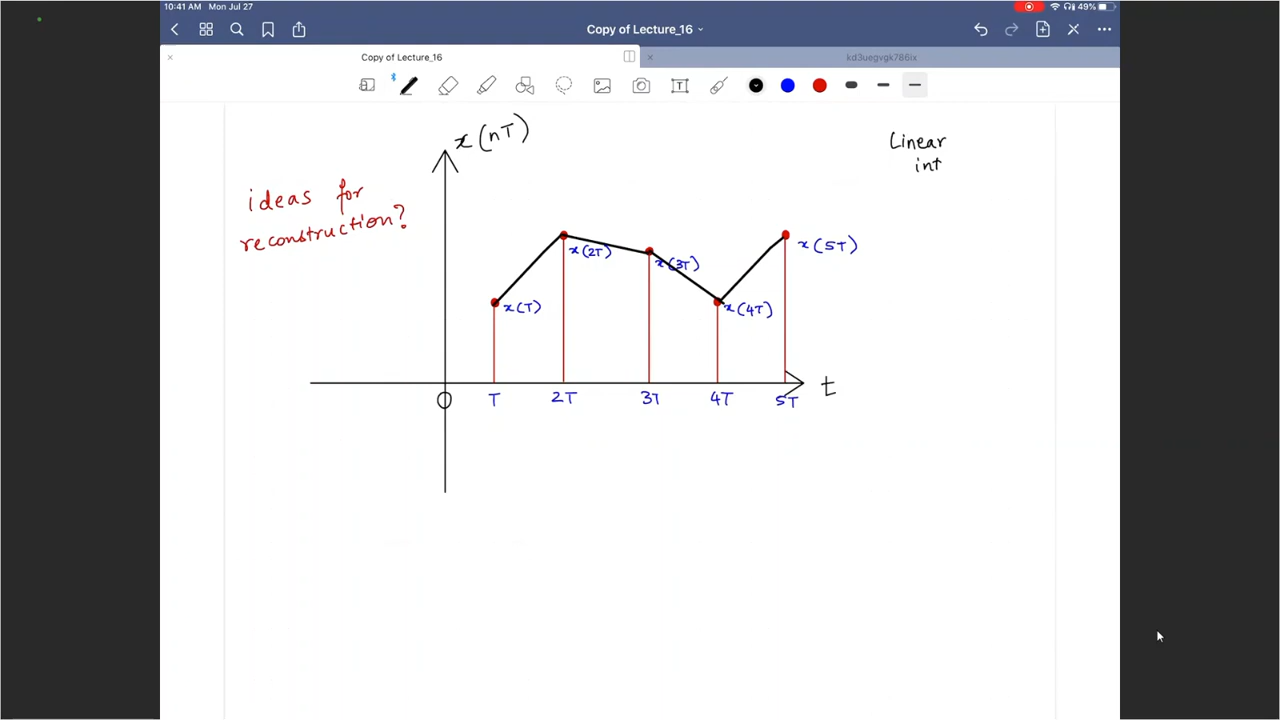 10:41 AM Mon Jul 27
49%
Copy of Lecture_16
Copy of Lecture_16
kd3uegvgk786ix
T
x(nT)
Linear
int
ideas for
reconstruction?
x(2T)
x(3T)
x(5T)
x(T)
x(4T)
t
0
T
2T
3T
4T
5T